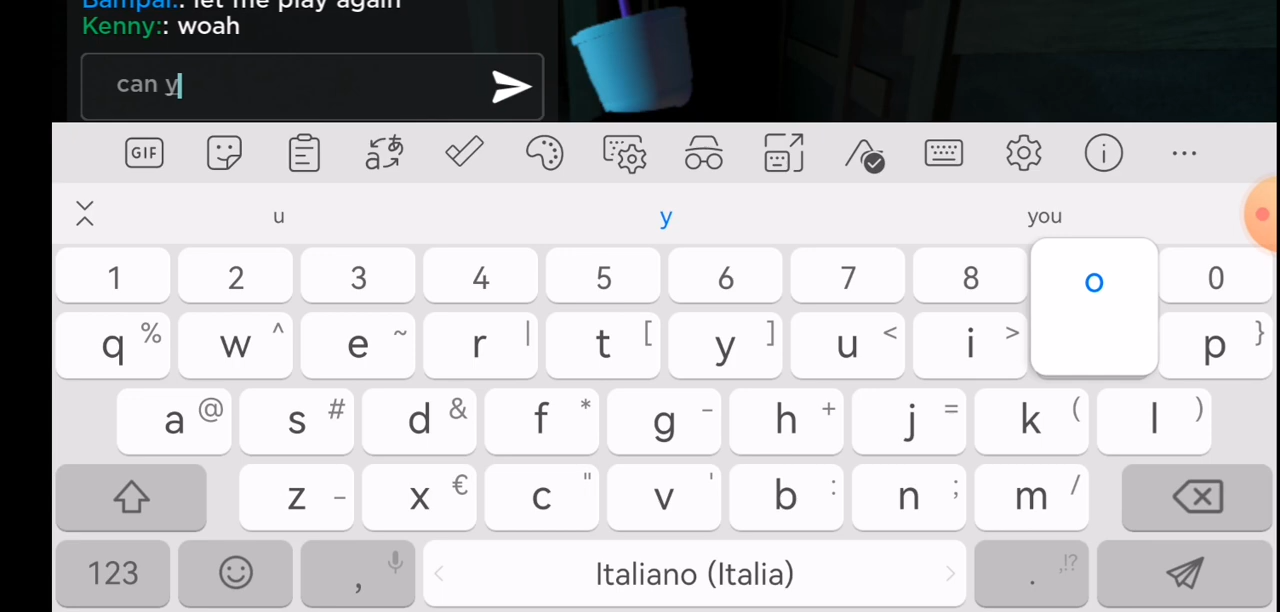 Bampai:: let me play again
Kenny:: woah
can y
GIF
u y you
1 2 3 4 5 6 7 8 o 0
q % w ^ e ~ r | t [ y ] u < i > p }
a @ s # d & f * g - h + j = k ( l )
z – x € c " v ' b : n ; m /
123 , Italiano (Italia) . ,!?